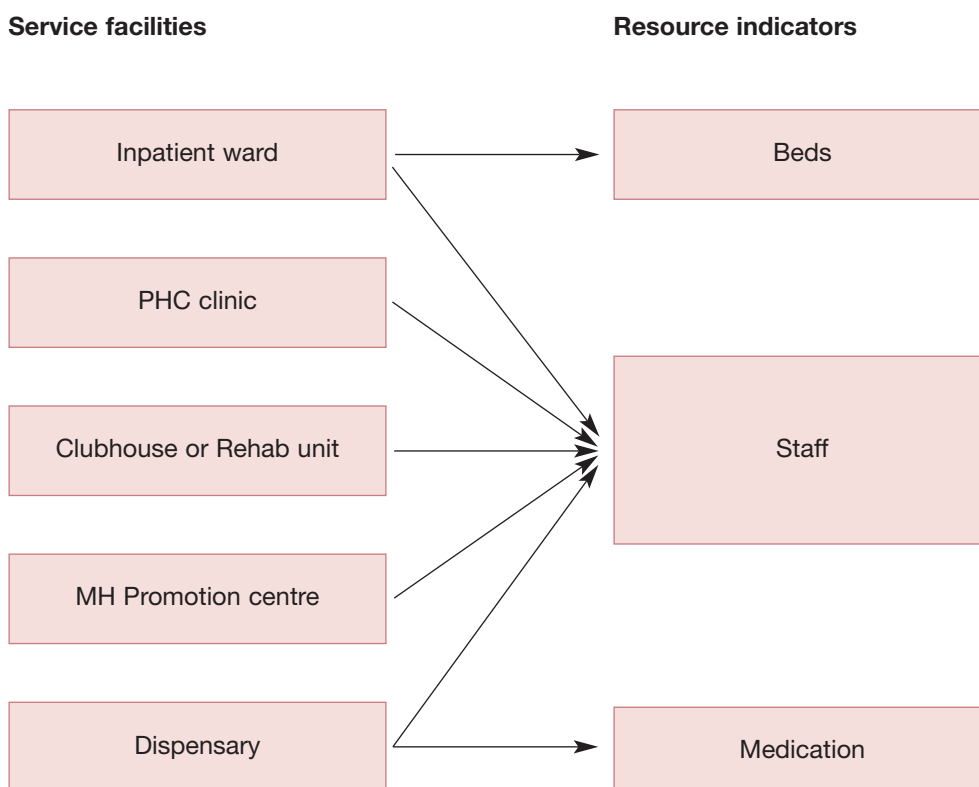 Service facilities
Resource indicators
Inpatient ward
Beds
PHC clinic
Clubhouse or Rehab unit
Staff
MH Promotion centre
Dispensary
Medication